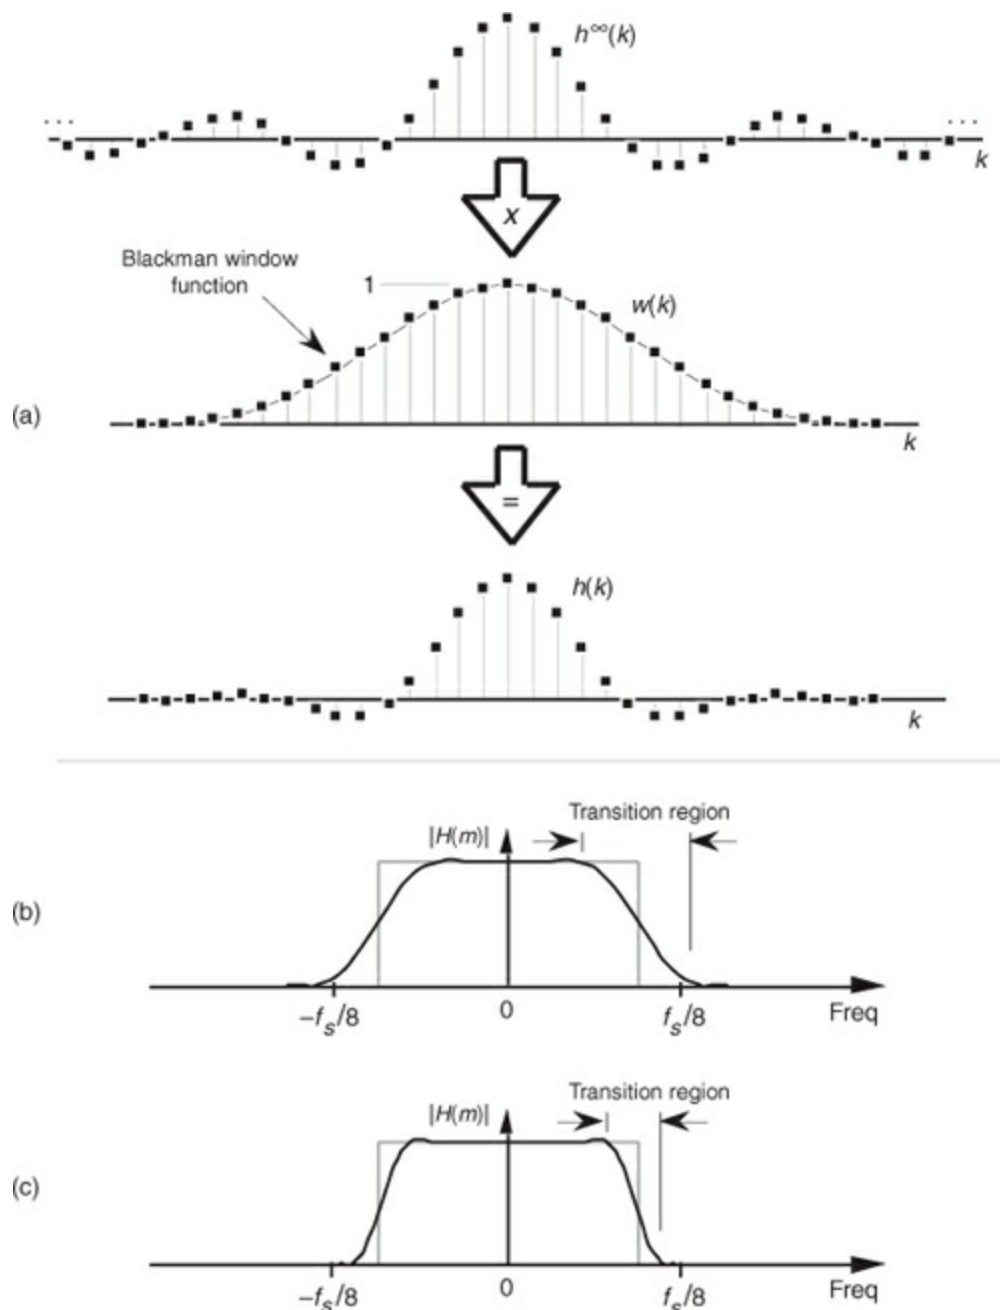 h∞(k)
... ...
k
x
Blackman window
function
1
w(k)
(a)
k
=
h(k)
k
Transition region
|H(m)|
(b)
–fs/8
0
fs/8
Freq
Transition region
|H(m)|
(c)
–fs/8
0
fs/8
Freq